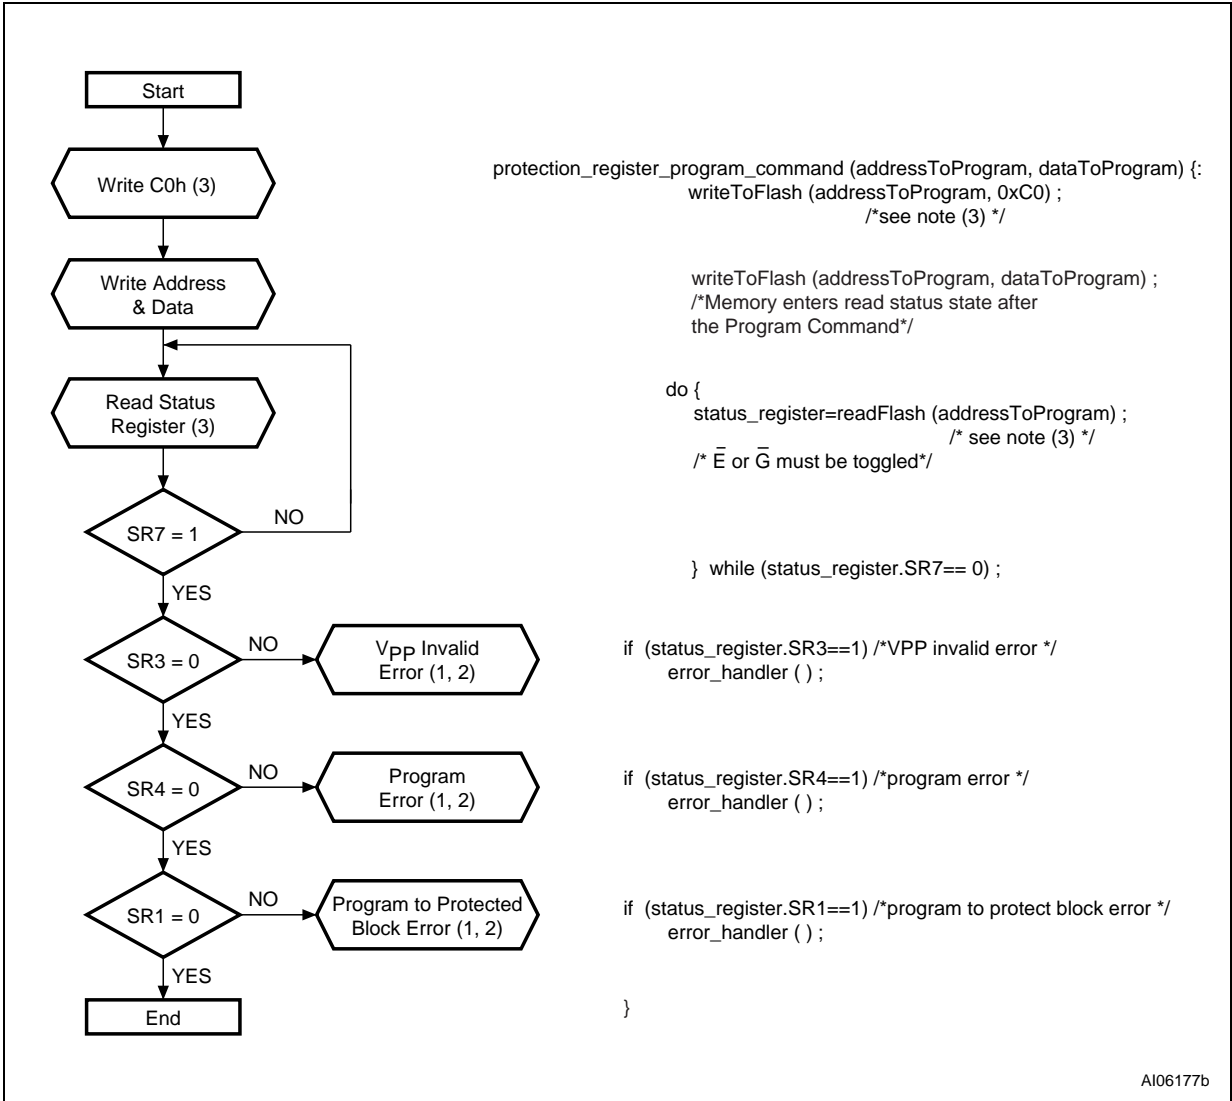 Start
Write C0h (3)
protection_register_program_command (addressToProgram, dataToProgram) {:
writeToFlash (addressToProgram, 0xC0) ;
/*see note (3) */
Write Address
& Data
writeToFlash (addressToProgram, dataToProgram) ;
/*Memory enters read status state after
the Program Command*/
Read Status
Register (3)
do {
status_register=readFlash (addressToProgram) ;
/* see note (3) */
/* E̅ or G̅ must be toggled*/
SR7 = 1
NO
YES
} while (status_register.SR7== 0) ;
SR3 = 0
NO
YES
VPP Invalid
Error (1, 2)
if (status_register.SR3==1) /*VPP invalid error */
error_handler ( ) ;
SR4 = 0
NO
YES
Program
Error (1, 2)
if (status_register.SR4==1) /*program error */
error_handler ( ) ;
SR1 = 0
NO
YES
Program to Protected
Block Error (1, 2)
if (status_register.SR1==1) /*program to protect block error */
error_handler ( ) ;
End
}
AI06177b